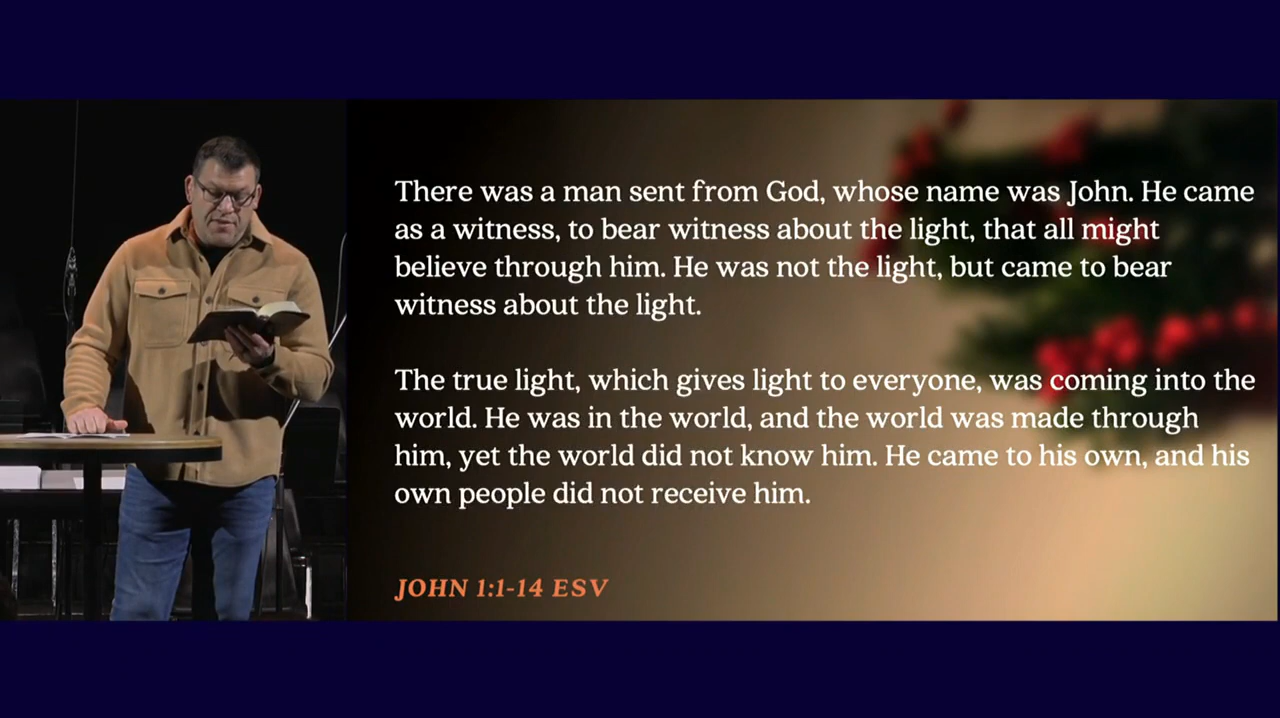 There was a man sent from God, whose name was John. He came
as a witness, to bear witness about the light, that all might
believe through him. He was not the light, but came to bear
witness about the light.
The true light, which gives light to everyone, was coming into the
world. He was in the world, and the world was made through
him, yet the world did not know him. He came to his own, and his
own people did not receive him.
JOHN 1:1-14 ESV